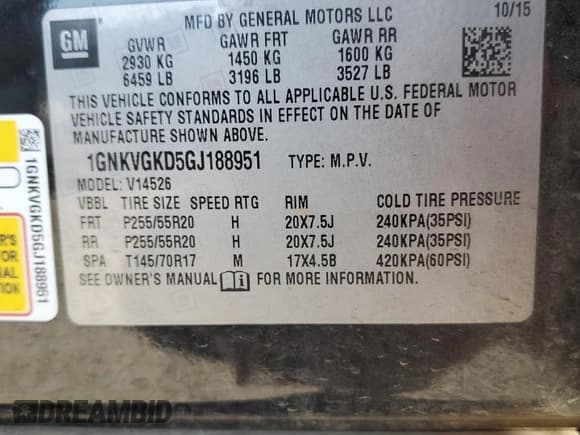 GM
MFD BY GENERAL MOTORS LLC 10/15
GVWR GAWR FRT GAWR RR
2930 KG 1450 KG 1600 KG
6459 LB 3196 LB 3527 LB
THIS VEHICLE CONFORMS TO ALL APPLICABLE U.S. FEDERAL MOTOR
VEHICLE SAFETY STANDARDS IN EFFECT ON THE DATE OF
MANUFACTURE SHOWN ABOVE.
1GNKVGKD5GJ188951 TYPE: M.P.V.
MODEL: V14526
VBBL TIRE SIZE SPEED RTG RIM COLD TIRE PRESSURE
FRT P255/55R20 H 20X7.5J 240KPA(35PSI)
RR P255/55R20 H 20X7.5J 240KPA(35PSI)
SPA T145/70R17 M 17X4.5B 420KPA(60PSI)
SEE OWNER'S MANUAL i FOR MORE INFORMATION.
1GNKVGKD5GJ188951
DREAMBID